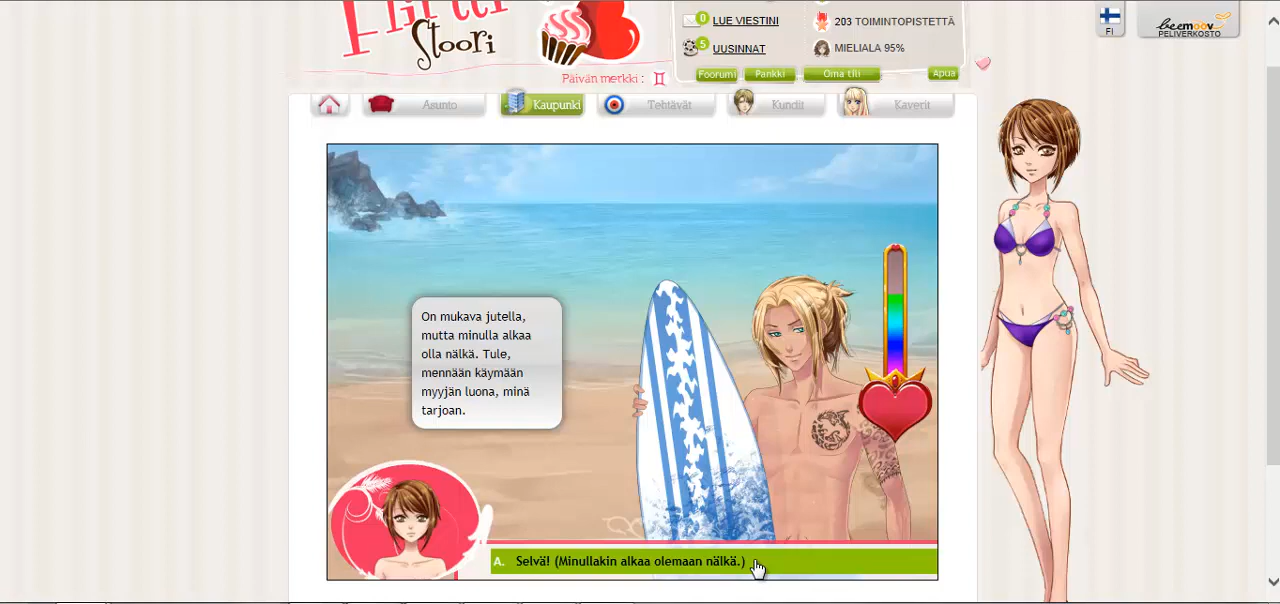 Stoori
0 LUE VIESTINI
5 UUSINNAT
203 TOIMINTOPISTETTÄ
MIELIALA 95%
Päivän merkki :
Foorumi Pankki Oma tili Apua
FI
beemoov
PELIVERKOSTO
Asunto Kaupunki Tehtävät Kundit Kaverit
On mukava jutella,
mutta minulla alkaa
olla nälkä. Tule,
mennään käymään
myyjän luona, minä
tarjoan.
A. Selvä! (Minullakin alkaa olemaan nälkä.)